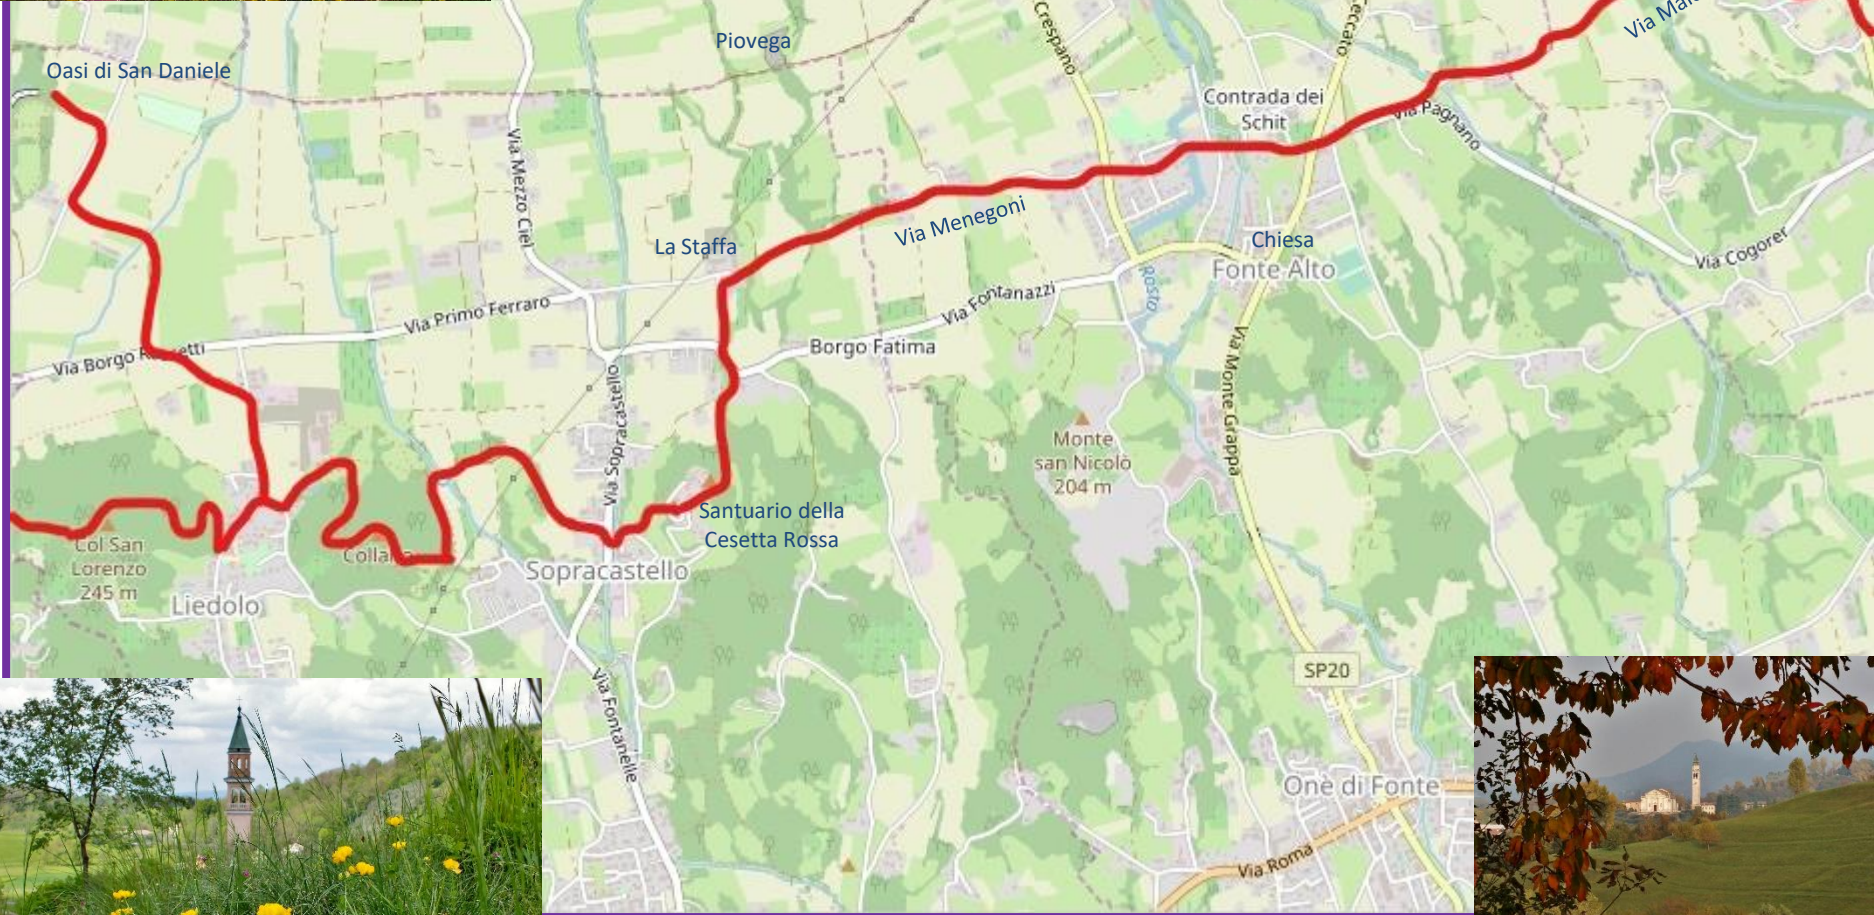 Piovega
Oasi di San Daniele
Crespano
Contrada dei
Schit
Via Pagnano
Via Mezzo Ciel
Via Menegoni
La Staffa
Chiesa
Fonte Alto
Via Cogorer
Rosta
Via Fontanazzi
Via Primo Ferraro
Borgo Fatima
Via Sopracastello
Via Monte Grappa
Monte
san Nicolò
204 m
Santuario della
Cesetta Rossa
Col San
Lorenzo
245 m
Sopracastello
Liedolo
SP20
Via Fontanelle
Onè di Fonte
Via Roma